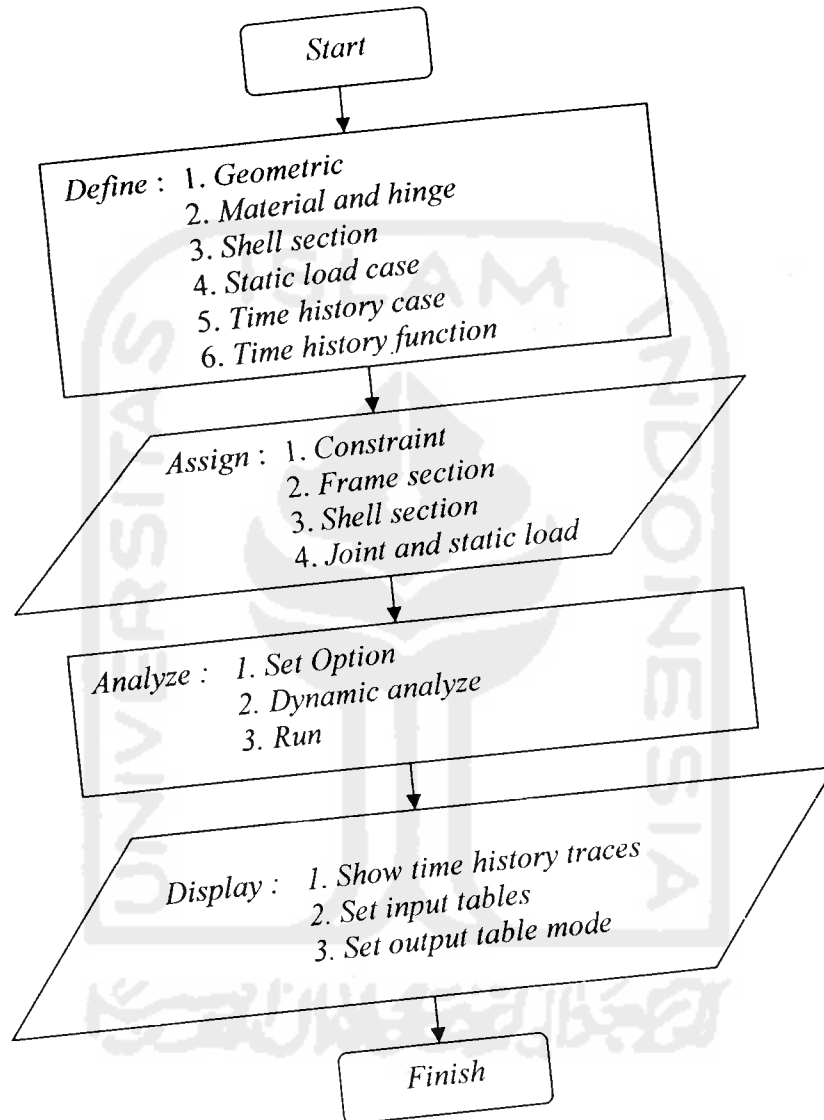 Start
Define : 1. Geometric
2. Material and hinge
3. Shell section
4. Static load case
5. Time history case
6. Time history function
Assign : 1. Constraint
2. Frame section
3. Shell section
4. Joint and static load
Analyze : 1. Set Option
2. Dynamic analyze
3. Run
Display : 1. Show time history traces
2. Set input tables
3. Set output table mode
Finish
UNIVERSITAS
ISLAM
INDONESIA